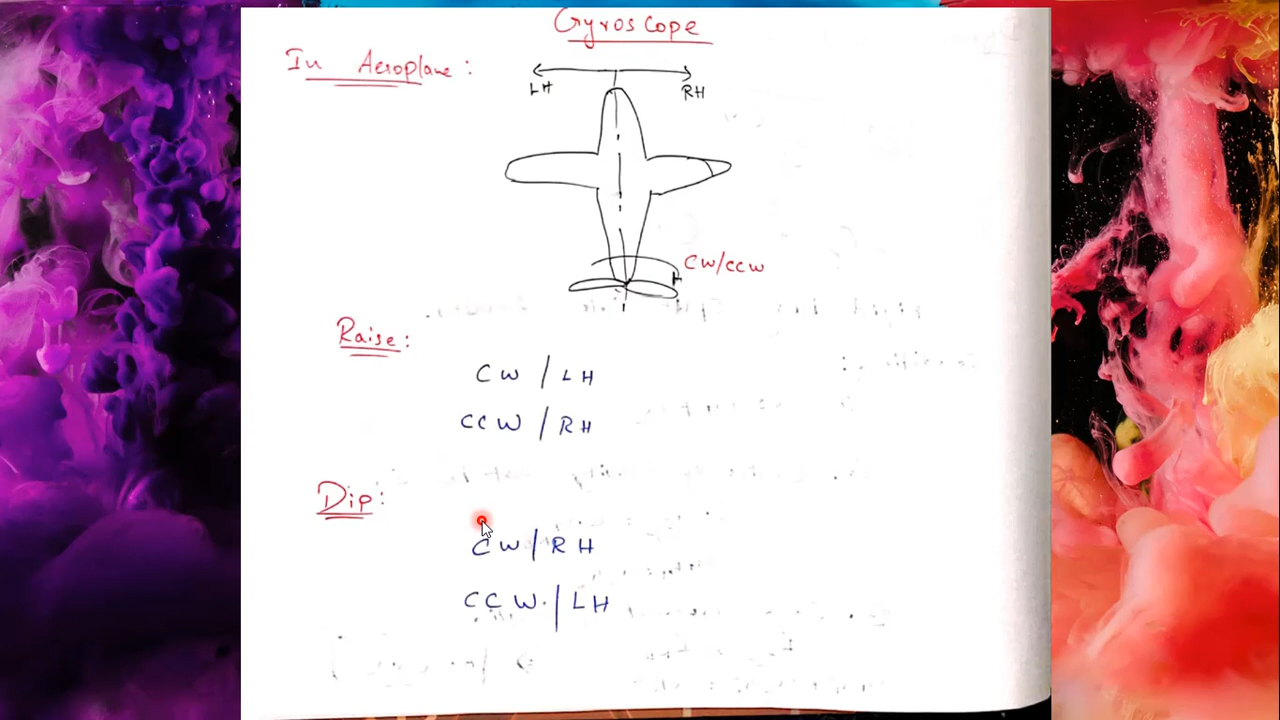 Gyroscope
In Aeroplane:
LH RH
CW/CCW
Raise:
CW / LH
CCW / RH
Dip:
CW / RH
CCW. / LH